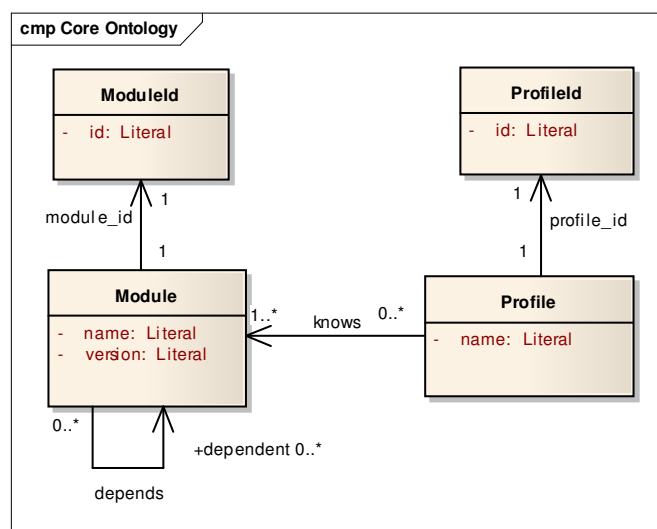 cmp Core Ontology
ModuleId
- id: Literal
ProfileId
- id: Literal
1
module_id
1
1
profile_id
1
Module
- name: Literal
- version: Literal
1..*
knows
0..*
Profile
- name: Literal
0..*
+dependent 0..*
depends